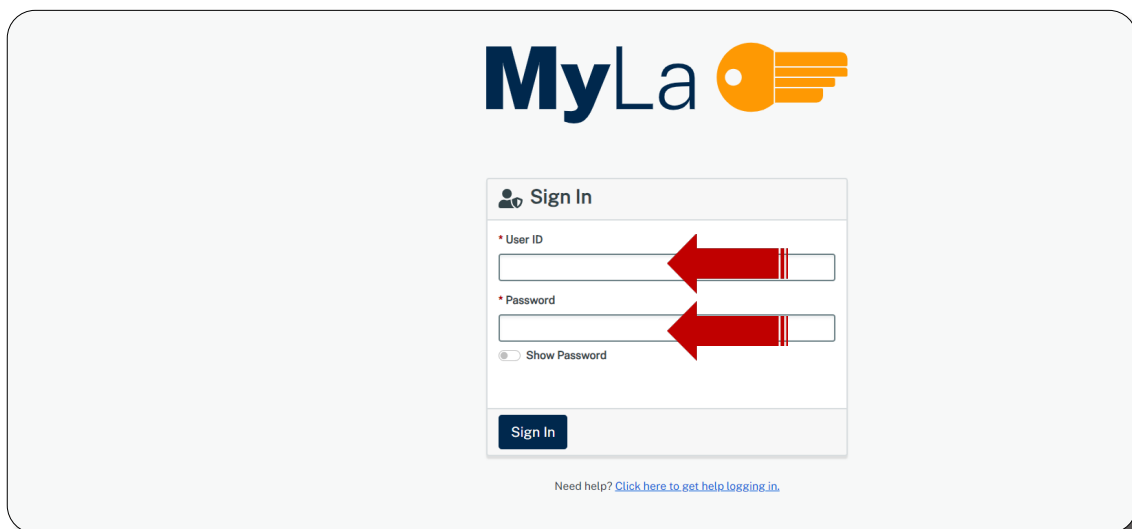 MyLa
Sign In
* User ID
* Password
Show Password
Sign In
Need help? Click here to get help logging in.